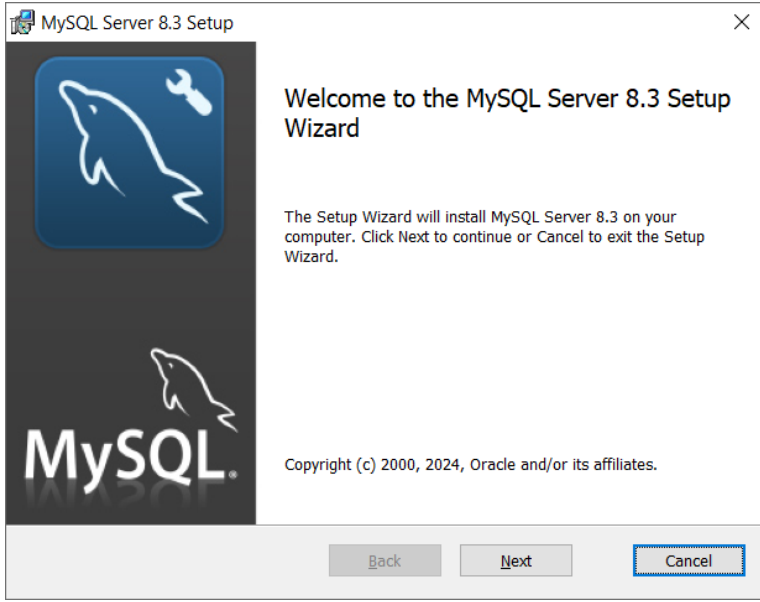 MySQL Server 8.3 Setup
Welcome to the MySQL Server 8.3 Setup
Wizard
The Setup Wizard will install MySQL Server 8.3 on your
computer. Click Next to continue or Cancel to exit the Setup
Wizard.
MySQL®
Copyright (c) 2000, 2024, Oracle and/or its affiliates.
Back
Next
Cancel